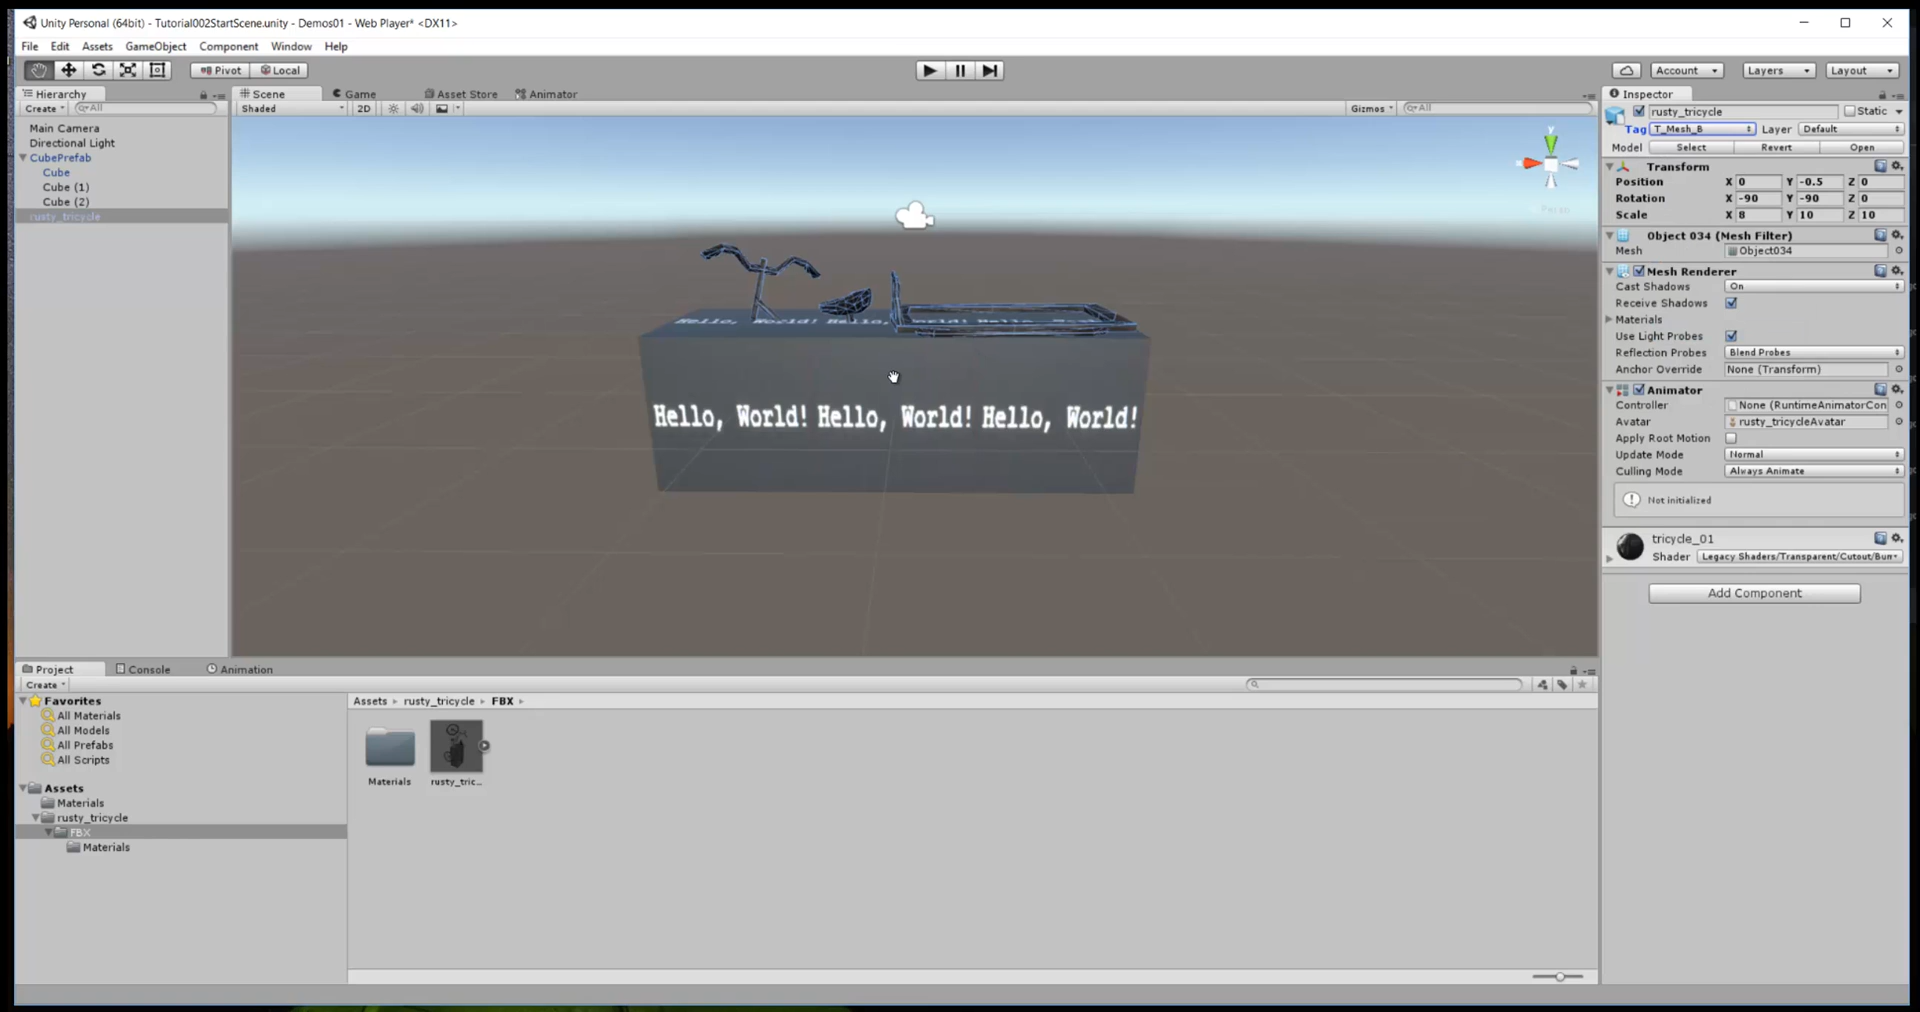 Unity Personal (64bit) - Tutorial002StartScene.unity - Demos01 - Web Player* <DX11>
File Edit Assets GameObject Component Window Help
Pivot Local Account Layers Layout
Hierarchy
Create All
Main Camera
Directional Light
CubePrefab
Cube
Cube (1)
Cube (2)
rusty_tricycle
Scene Game Asset Store Animator
Shaded 2D Gizmos All
Hello, World! Hello, World! Hello, World!
Inspector
rusty_tricycle Static
Tag T_Mesh_B Layer Default
Model Select Revert Open
Transform
Position X 0 Y -0.5 Z 0
Rotation X -90 Y -90 Z 0
Scale X 8 Y 10 Z 10
Object 034 (Mesh Filter)
Mesh Object034
Mesh Renderer
Cast Shadows On
Receive Shadows
Materials
Use Light Probes
Reflection Probes Blend Probes
Anchor Override None (Transform)
Animator
Controller None (RuntimeAnimatorCon
Avatar rusty_tricycleAvatar
Apply Root Motion
Update Mode Normal
Culling Mode Always Animate
Not initialized
tricycle_01
Shader Legacy Shaders/Transparent/Cutout/Bum
Add Component
Project Console Animation
Create
Favorites
All Materials
All Models
All Prefabs
All Scripts
Assets
Materials
rusty_tricycle
FBX
Materials
Assets rusty_tricycle FBX
Materials rusty_tric...